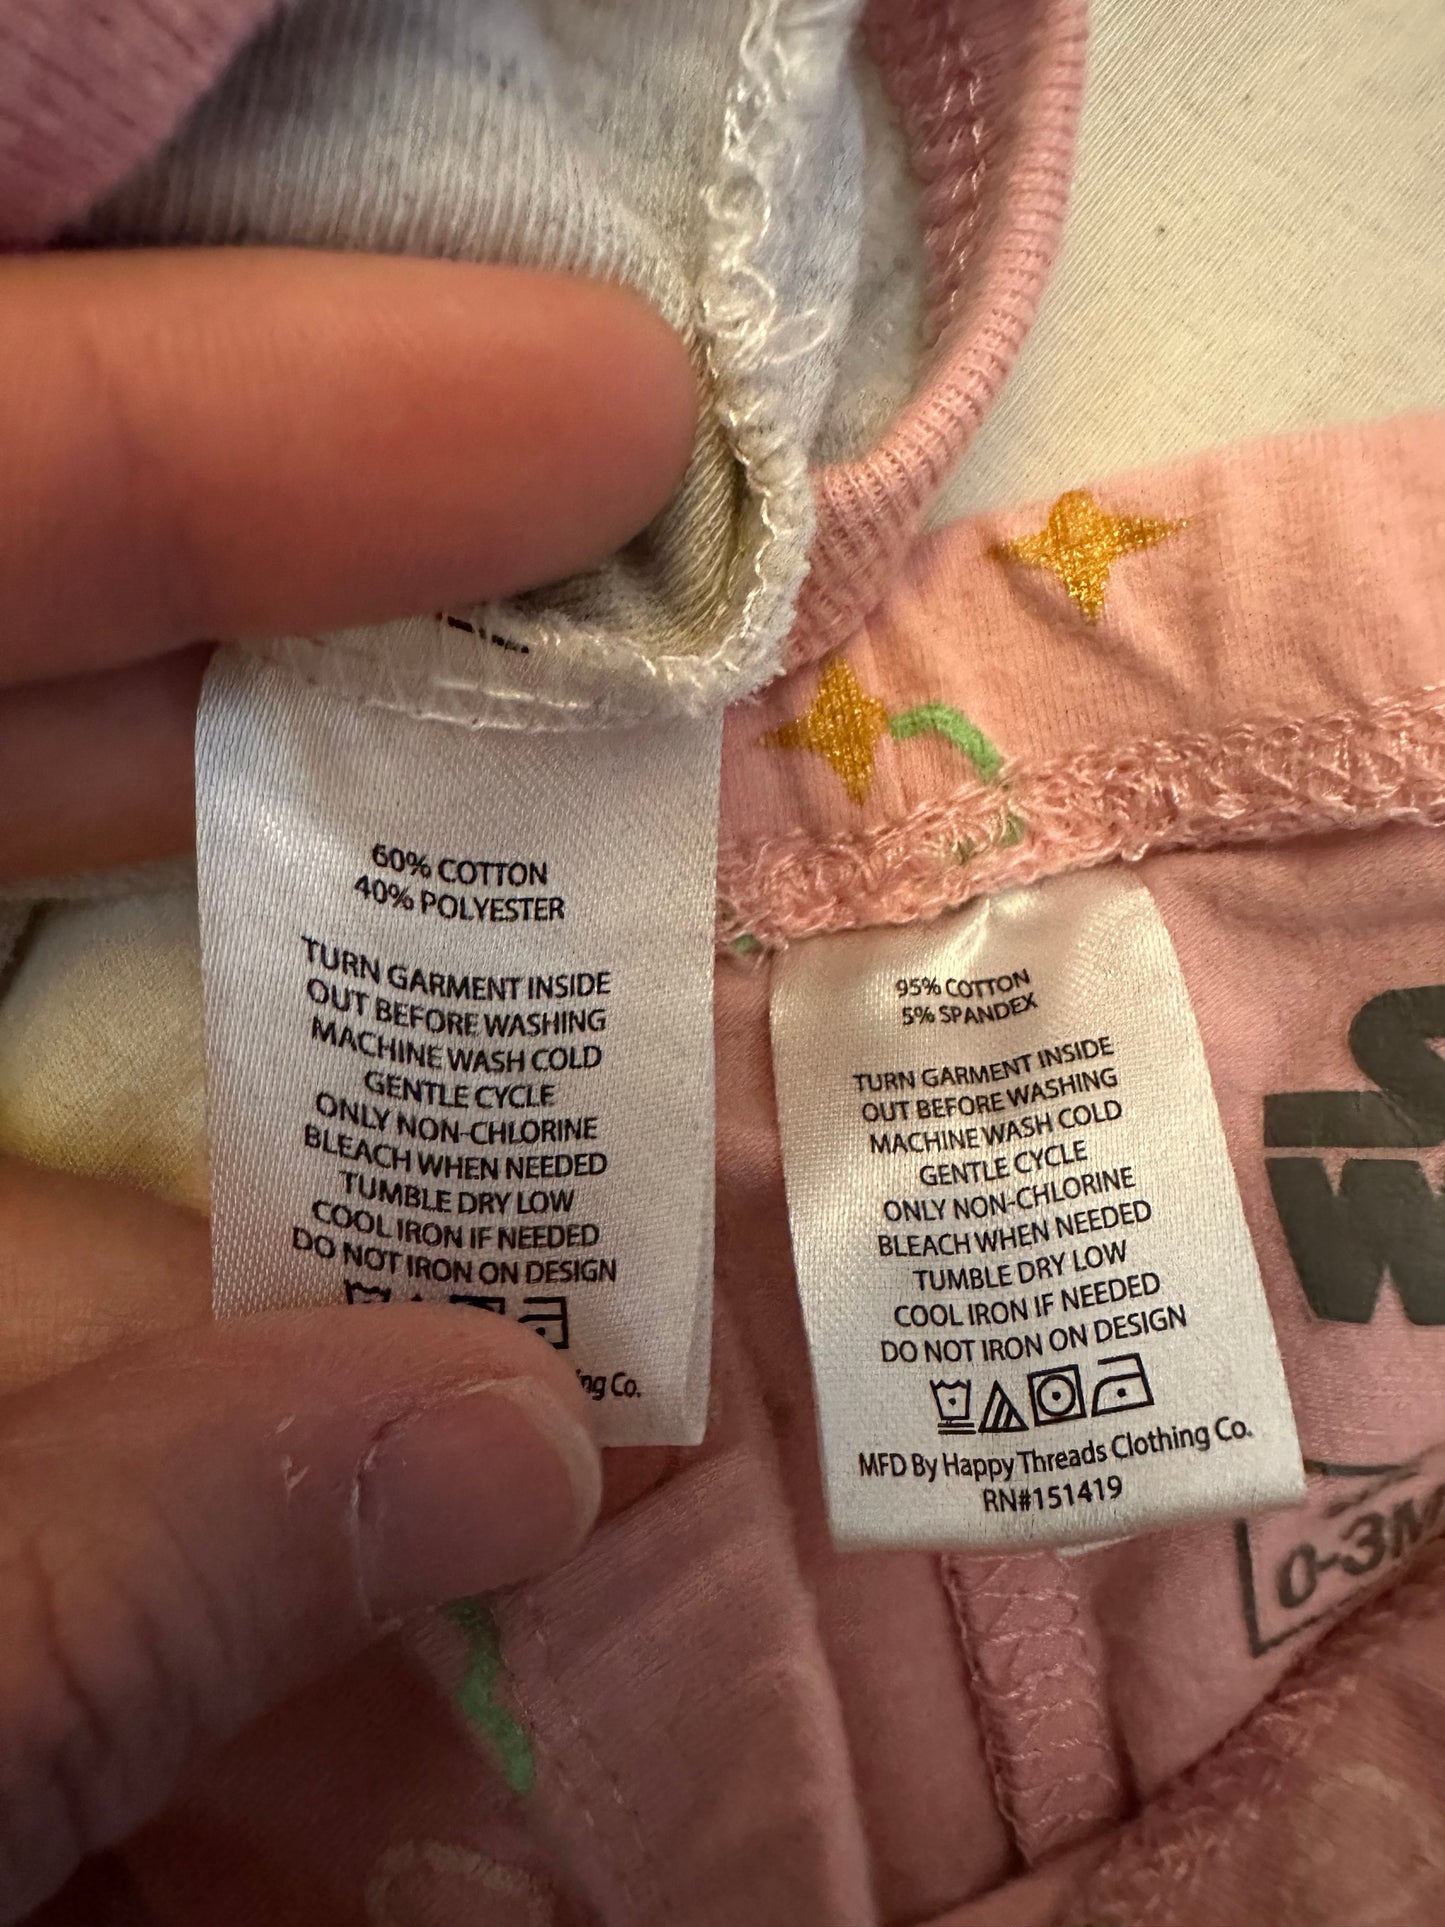 60% COTTON
40% POLYESTER
TURN GARMENT INSIDE
OUT BEFORE WASHING
MACHINE WASH COLD
GENTLE CYCLE
ONLY NON-CHLORINE
BLEACH WHEN NEEDED
TUMBLE DRY LOW
COOL IRON IF NEEDED
DO NOT IRON ON DESIGN
Co.
95% COTTON
5% SPANDEX
TURN GARMENT INSIDE
OUT BEFORE WASHING
MACHINE WASH COLD
GENTLE CYCLE
ONLY NON-CHLORINE
BLEACH WHEN NEEDED
TUMBLE DRY LOW
COOL IRON IF NEEDED
DO NOT IRON ON DESIGN
MFD By Happy Threads Clothing Co.
RN#151419
0-3M